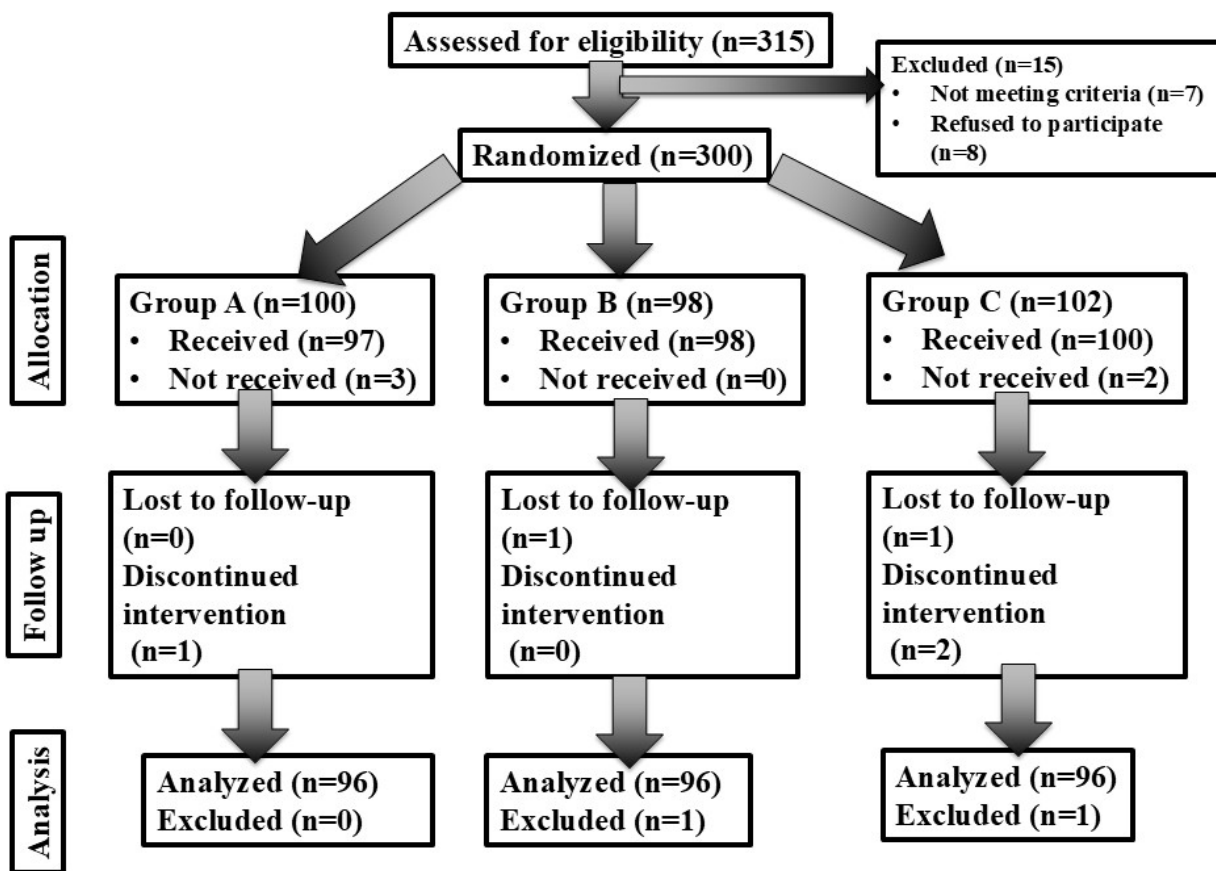 Assessed for eligibility (n=315)
Excluded (n=15)
• Not meeting criteria (n=7)
• Refused to participate
(n=8)
Randomized (n=300)
Allocation
Group A (n=100)
• Received (n=97)
• Not received (n=3)
Group B (n=98)
• Received (n=98)
• Not received (n=0)
Group C (n=102)
• Received (n=100)
• Not received (n=2)
Follow up
Lost to follow-up
(n=0)
Discontinued
intervention
(n=1)
Lost to follow-up
(n=1)
Discontinued
intervention
(n=0)
Lost to follow-up
(n=1)
Discontinued
intervention
(n=2)
Analysis
Analyzed (n=96)
Excluded (n=0)
Analyzed (n=96)
Excluded (n=1)
Analyzed (n=96)
Excluded (n=1)